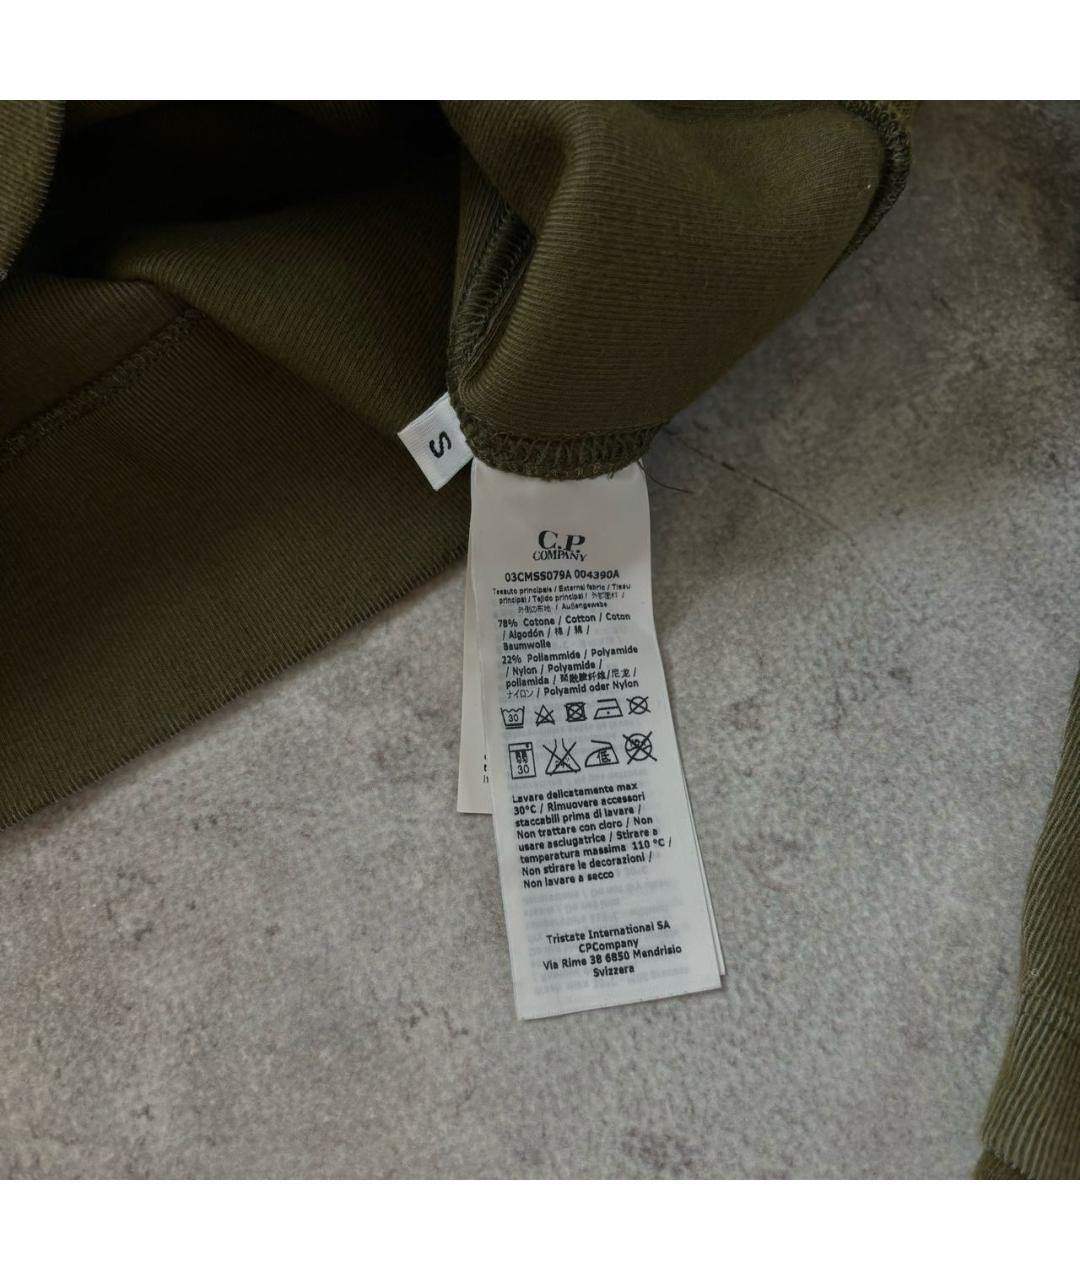 S
C.P.
COMPANY
03CMSS079A 004390A
Tessuto principale / External fabric / Tissu
principal / Tejido principal / 外部面料 /
外側の布地 / Außengewebe
78% Cotone / Cotton / Coton
/ Algodón / 棉 / 綿 /
Baumwolle
22% Poliammide / Polyamide
/ Nylon / Polyamide /
poliamida / 聚酰胺纤维/尼龙 /
ナイロン / Polyamid oder Nylon
30
30
低
Lavare delicatamente max
30°C / Rimuovere accessori
staccabili prima di lavare /
Non trattare con cloro / Non
usare asciugatrice / Stirare a
temperatura massima 110 °C /
Non stirare le decorazioni /
Non lavare a secco
Tristate International SA
CPCompany
Via Rime 38 6850 Mendrisio
Svizzera